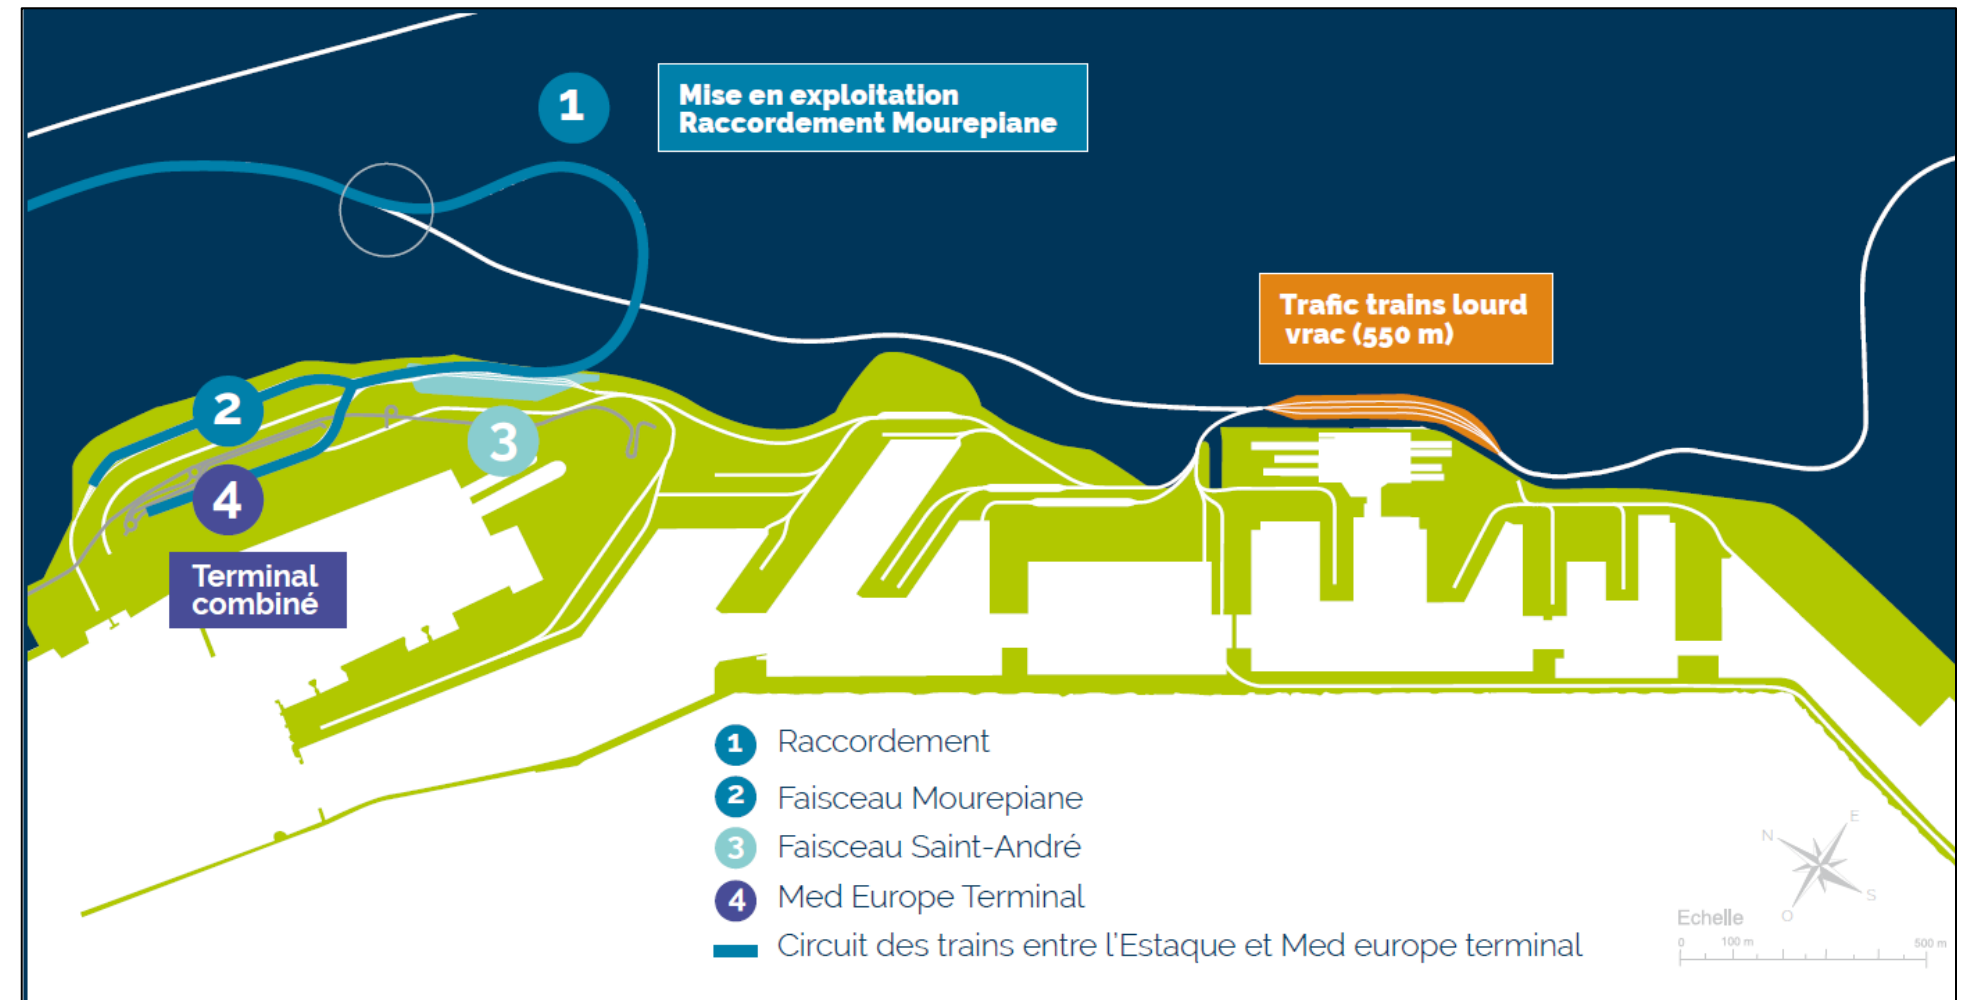 1
Mise en exploitation
Raccordement Mourepiane
Trafic trains lourd
vrac (550 m)
2
3
4
Terminal
combiné
1 Raccordement
2 Faisceau Mourepiane
3 Faisceau Saint-André
4 Med Europe Terminal
Circuit des trains entre l'Estaque et Med europe terminal
N
E
S
O
Echelle
0 100 m 500 m